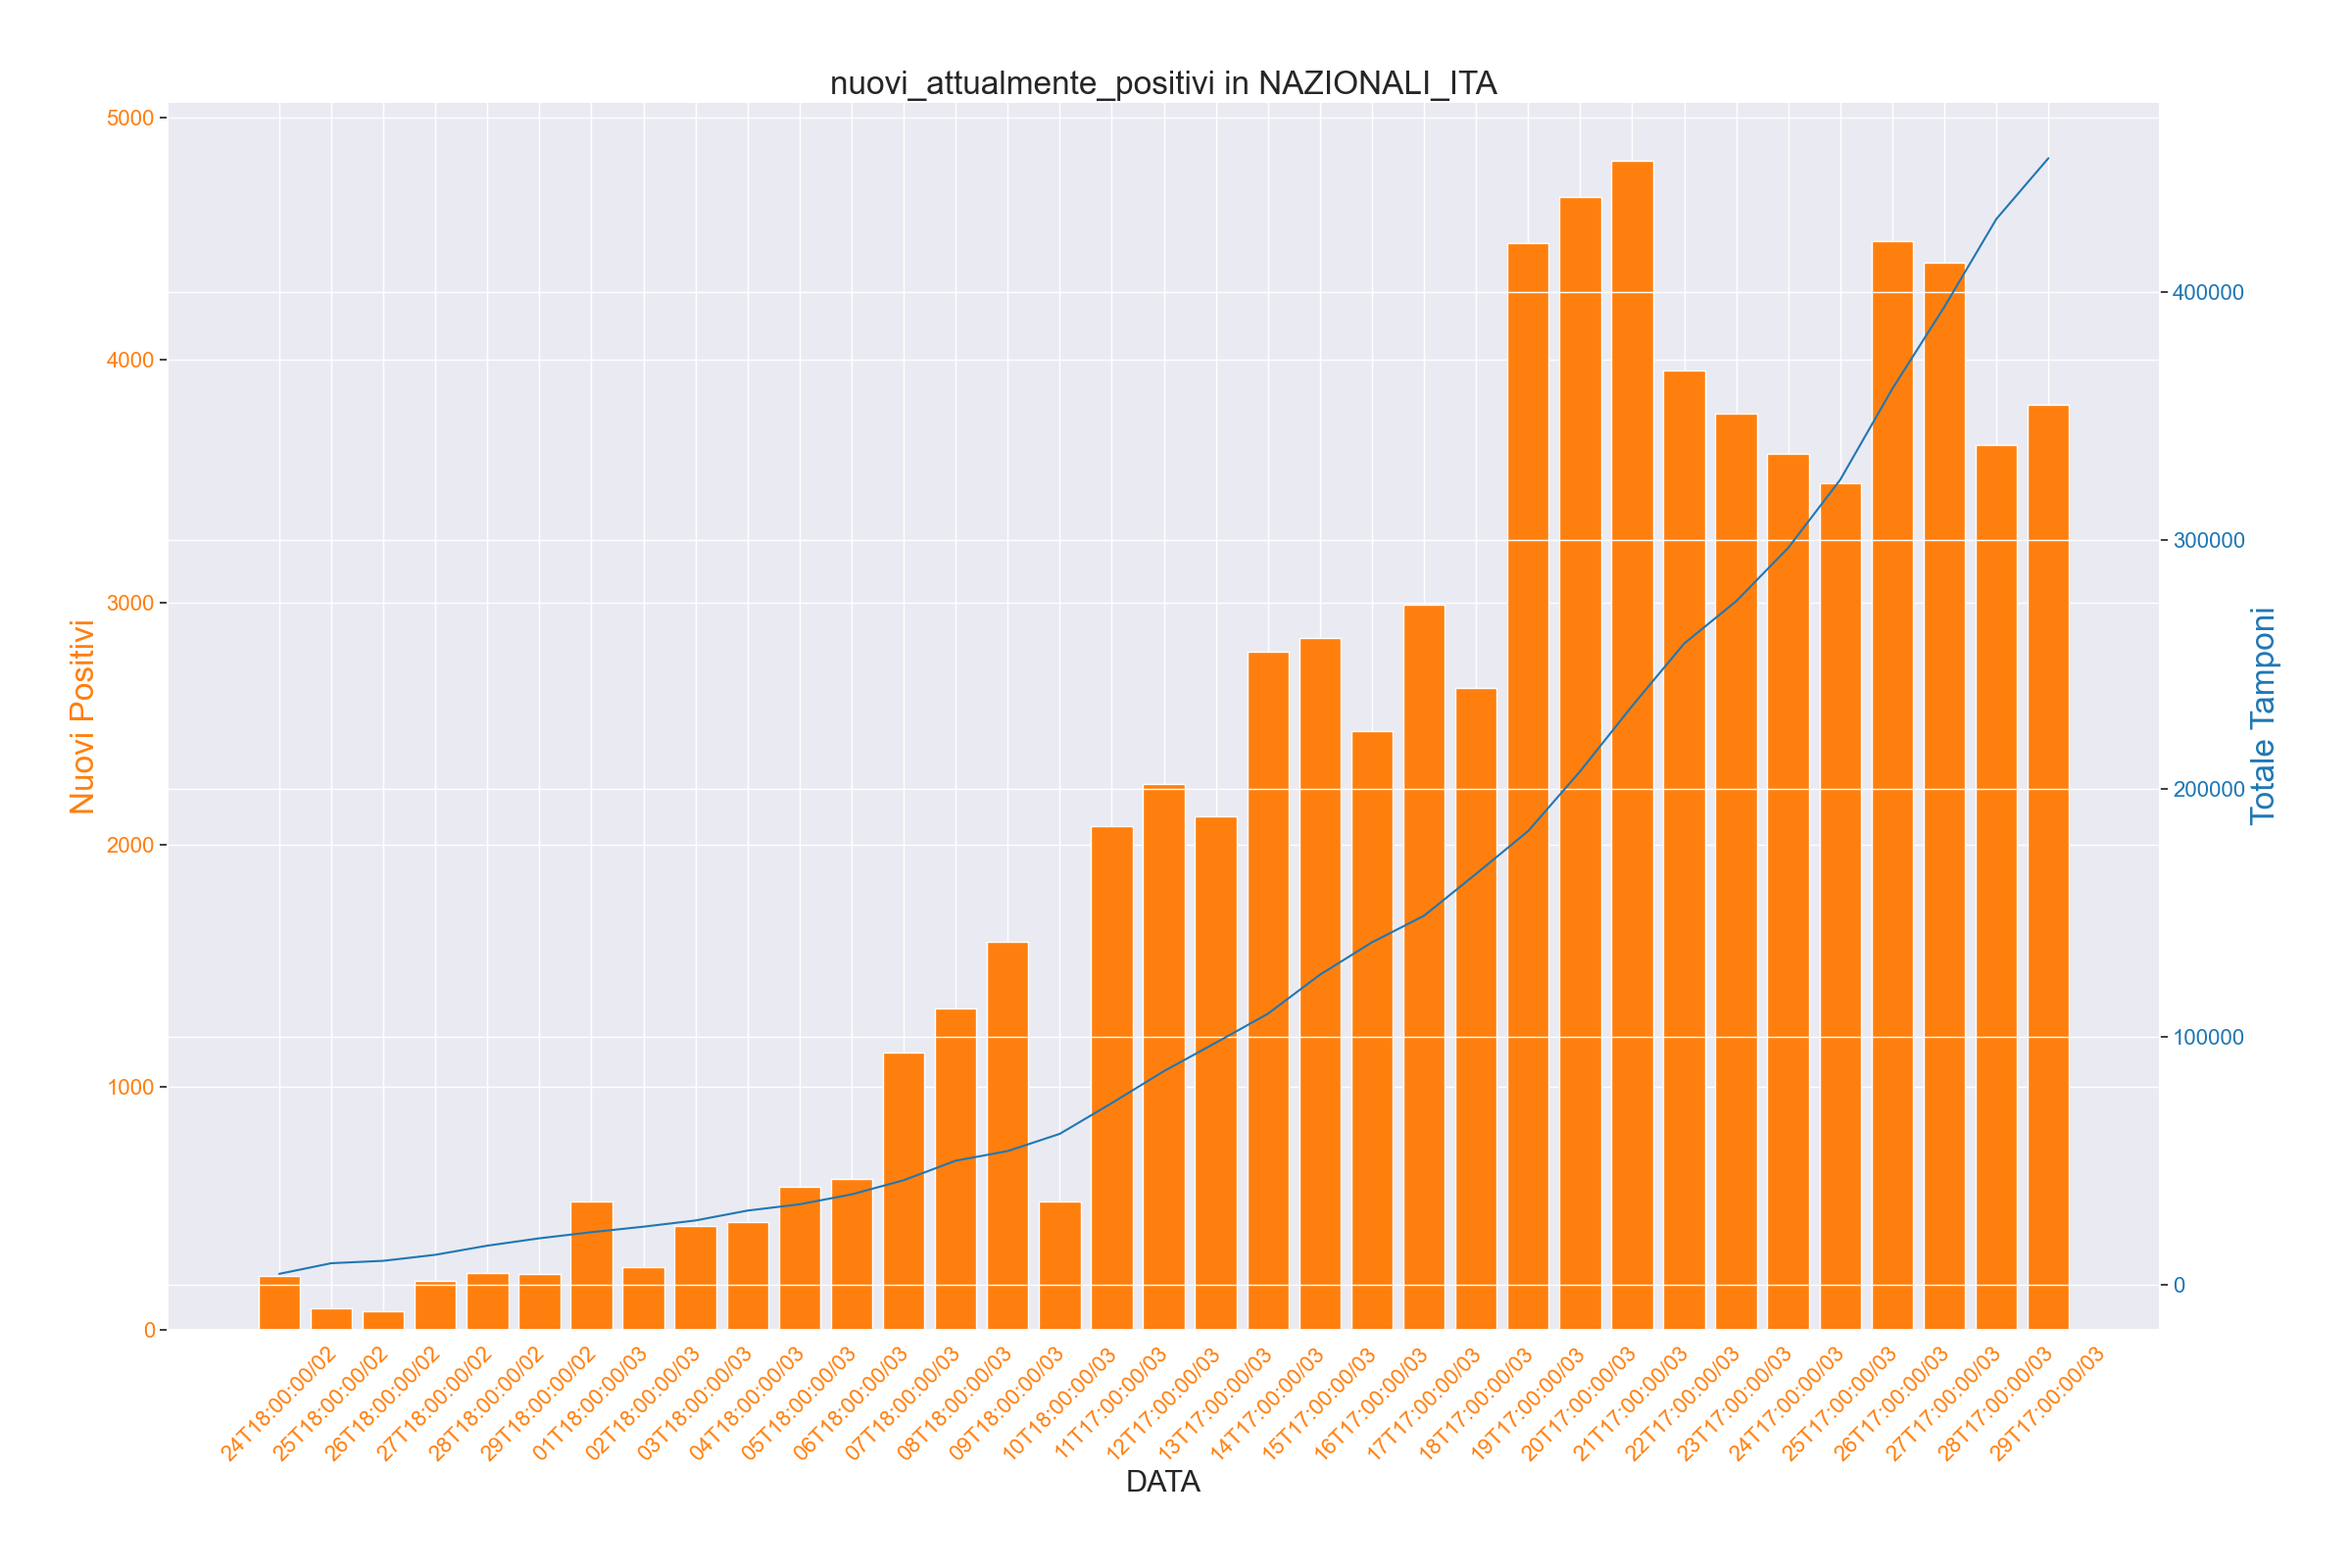 nuovi_attualmente_positivi in NAZIONALI_ITA
5000
4000
3000
2000
1000
0
Nuovi Positivi
400000
300000
200000
100000
0
Totale Tamponi
24T18:00:00/02
25T18:00:00/02
26T18:00:00/02
27T18:00:00/02
28T18:00:00/02
29T18:00:00/02
01T18:00:00/03
02T18:00:00/03
03T18:00:00/03
04T18:00:00/03
05T18:00:00/03
06T18:00:00/03
07T18:00:00/03
08T18:00:00/03
09T18:00:00/03
10T18:00:00/03
11T17:00:00/03
12T17:00:00/03
13T17:00:00/03
14T17:00:00/03
15T17:00:00/03
16T17:00:00/03
17T17:00:00/03
18T17:00:00/03
19T17:00:00/03
20T17:00:00/03
21T17:00:00/03
22T17:00:00/03
23T17:00:00/03
24T17:00:00/03
25T17:00:00/03
26T17:00:00/03
27T17:00:00/03
28T17:00:00/03
29T17:00:00/03
DATA